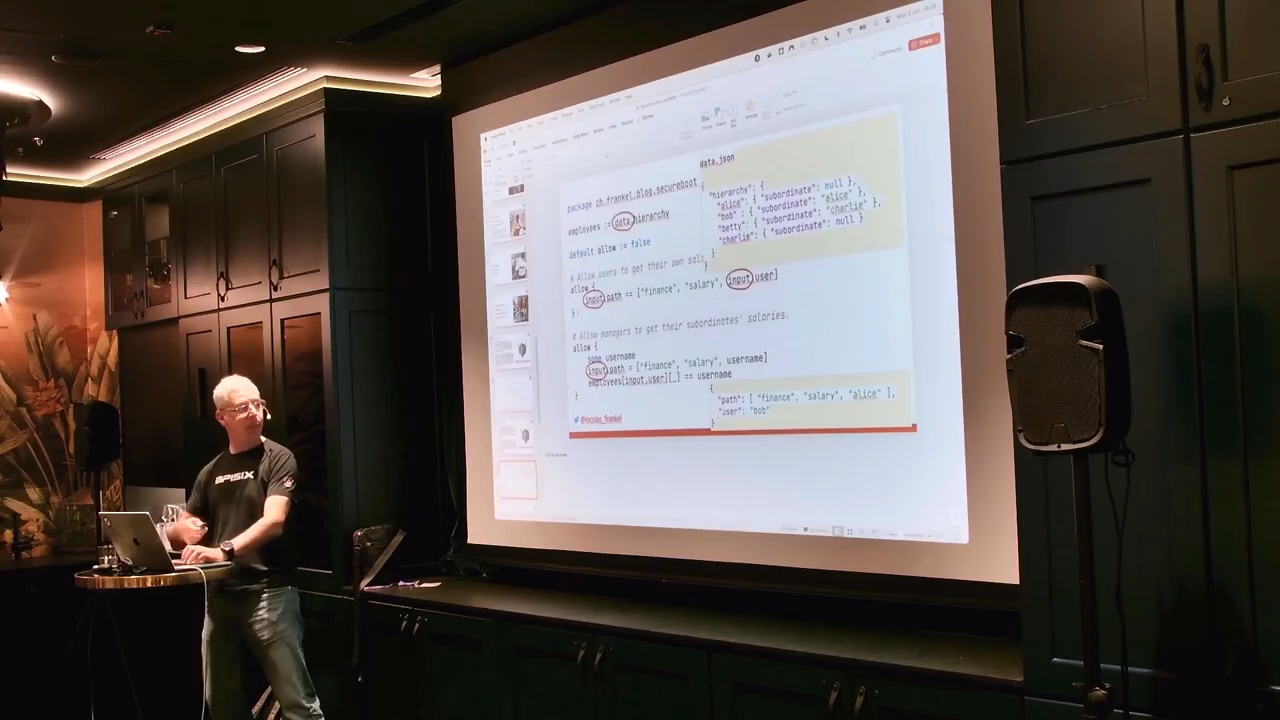 Share
Comments
package ch.frankel.blog.secureboot
employees := data.hierarchy
default allow := false
# Allow users to get their own sala
allow {
input.path == ["finance", "salary", input.user]
}
# Allow managers to get their subordinates' salaries.
allow {
some username
input.path = ["finance", "salary", username]
employees[input.user][_] == username
}
data.json
{
"hierarchy": {
"alice": { "subordinate": null },
"bob" : { "subordinate": "alice" },
"betty": { "subordinate": "charlie" },
"charlie": { "subordinate": null }
}
}
{
"path": [ "finance", "salary", "alice" ],
"user": "bob"
}
@nicolas_frankel
APISIX